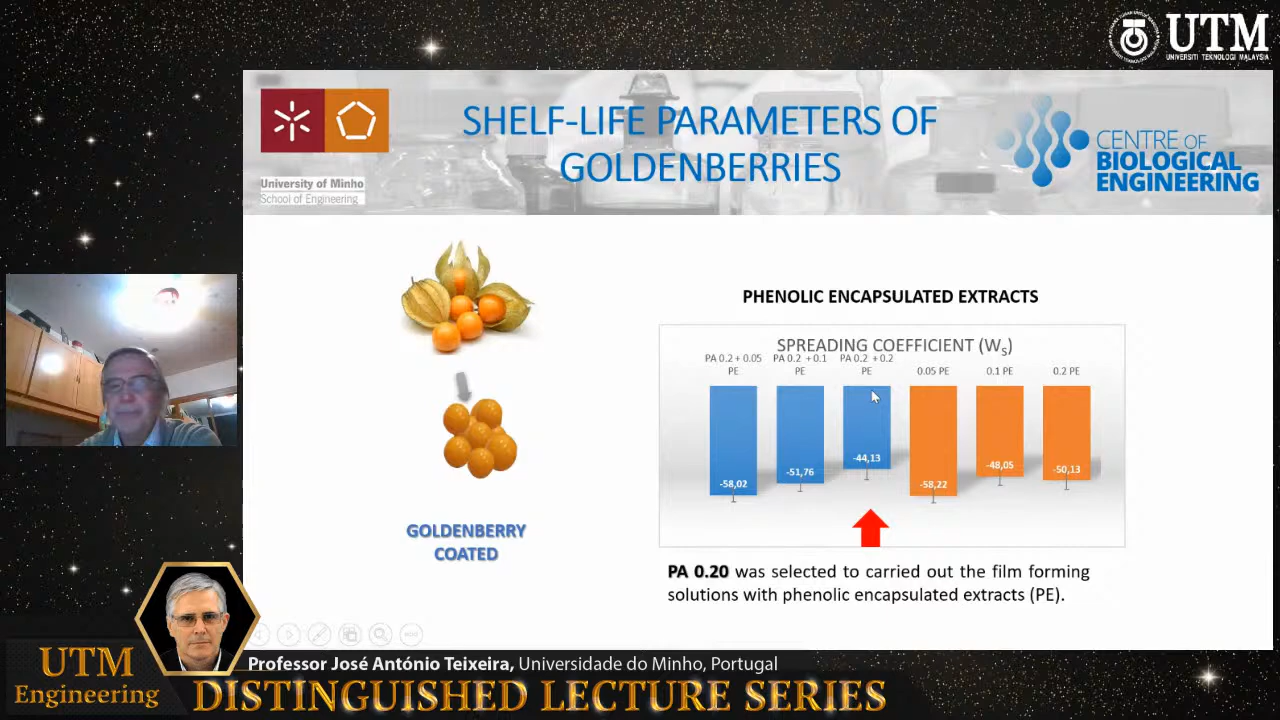 UTM
UNIVERSITI TEKNOLOGI MALAYSIA
SHELF-LIFE PARAMETERS OF
GOLDENBERRIES
University of Minho
School of Engineering
CENTRE OF
BIOLOGICAL
ENGINEERING
PHENOLIC ENCAPSULATED EXTRACTS
SPREADING COEFFICIENT (Ws)
PA 0.2 + 0.05 PE
PA 0.2 + 0.1 PE
PA 0.2 + 0.2 PE
0.05 PE
0.1 PE
0.2 PE
-58,02
-51,76
-44,13
-58,22
-48,05
-50,13
GOLDENBERRY
COATED
PA 0.20 was selected to carried out the film forming
solutions with phenolic encapsulated extracts (PE).
Professor José António Teixeira, Universidade do Minho, Portugal
UTM
Engineering
DISTINGUISHED LECTURE SERIES